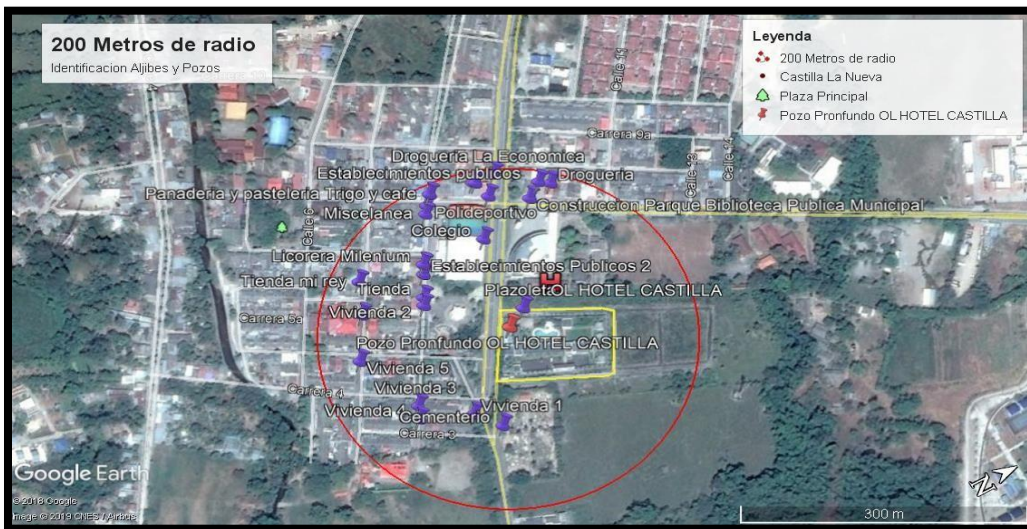 200 Metros de radio
Identificacion Aljibes y Pozos
Leyenda
200 Metros de radio
Castilla La Nueva
Plaza Principal
Pozo Pronfundo OL HOTEL CASTILLA
Calle 11
Carrera 9a
Calle 13
Calle 14
Drogueria La Economica
Establecimientos publicos
Drogueria
Panaderia y pasteleria Trigo y cafe
Construccion Parque Biblioteca Publica Municipal
Miscelanea
Polideportivo
Calle 6
Colegio
Licorera Milenium
Establecimientos Publicos 2
Tienda mi rey
Tienda
Plazoleta
OL HOTEL CASTILLA
Vivienda 2
Carrera 5a
Pozo Pronfundo OL HOTEL CASTILLA
Vivienda 5
Carrera 4
Vivienda 3
Vivienda 4
Cementerio
Vivienda 1
Carrera 3
Google Earth
© 2018 Google
Image © 2019 CNES / Airbus
300 m
N